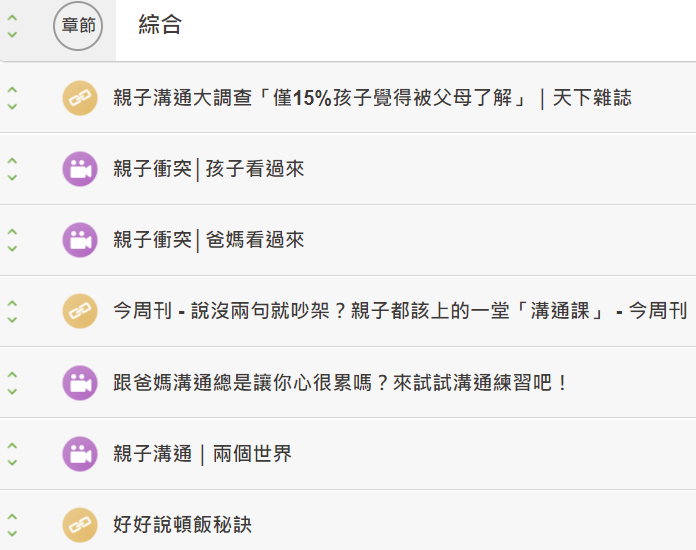 章節 綜合
親子溝通大調查「僅15%孩子覺得被父母了解」｜天下雜誌
親子衝突│孩子看過來
親子衝突│爸媽看過來
今周刊 - 說沒兩句就吵架？親子都該上的一堂「溝通課」 - 今周刊
跟爸媽溝通總是讓你心很累嗎？來試試溝通練習吧！
親子溝通｜兩個世界
好好說頓飯秘訣